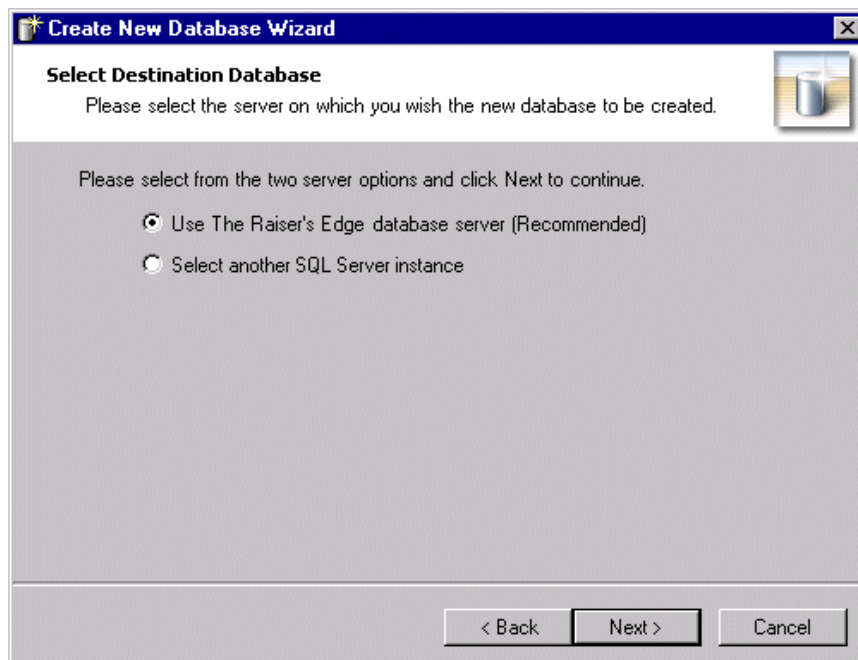 Create New Database Wizard
Select Destination Database
Please select the server on which you wish the new database to be created.
Please select from the two server options and click Next to continue.
Use The Raiser's Edge database server (Recommended)
Select another SQL Server instance
< Back Next > Cancel